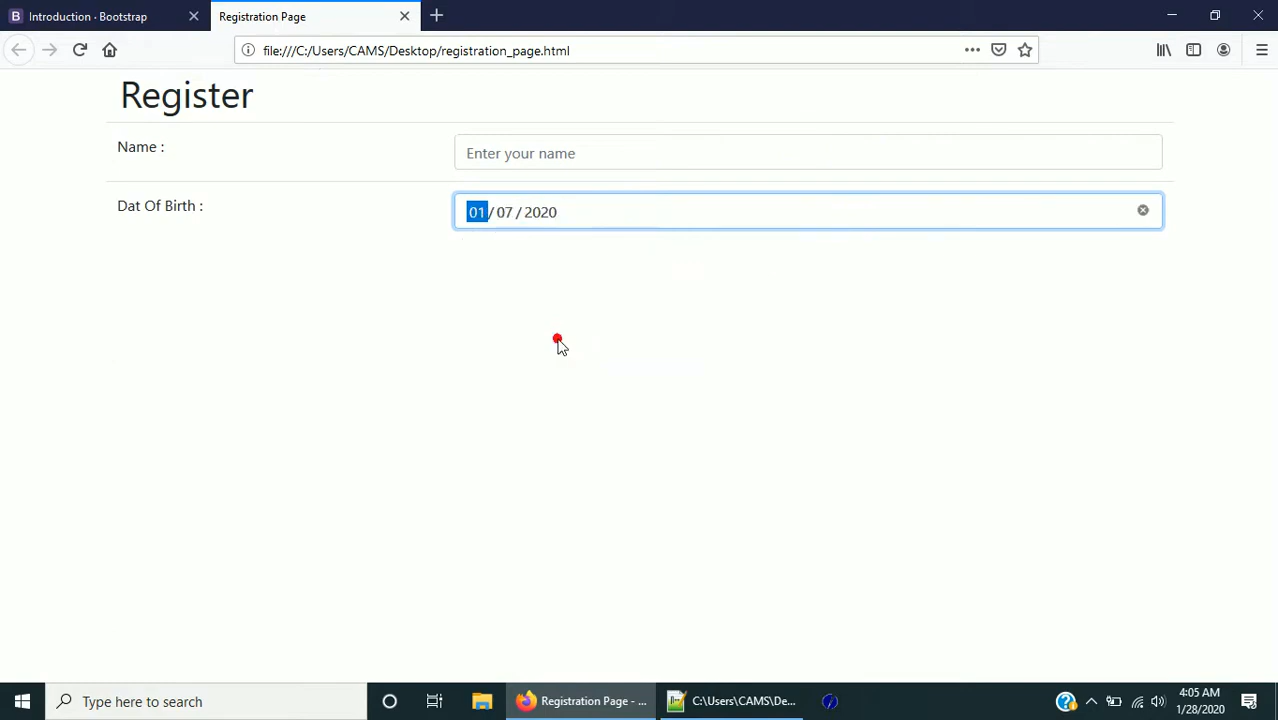 Introduction · Bootstrap
Registration Page
file:///C:/Users/CAMS/Desktop/registration_page.html
Register
Name :
Enter your name
Dat Of Birth :
01 / 07 / 2020
Type here to search
Registration Page - ...
C:\Users\CAMS\De...
4:05 AM
1/28/2020